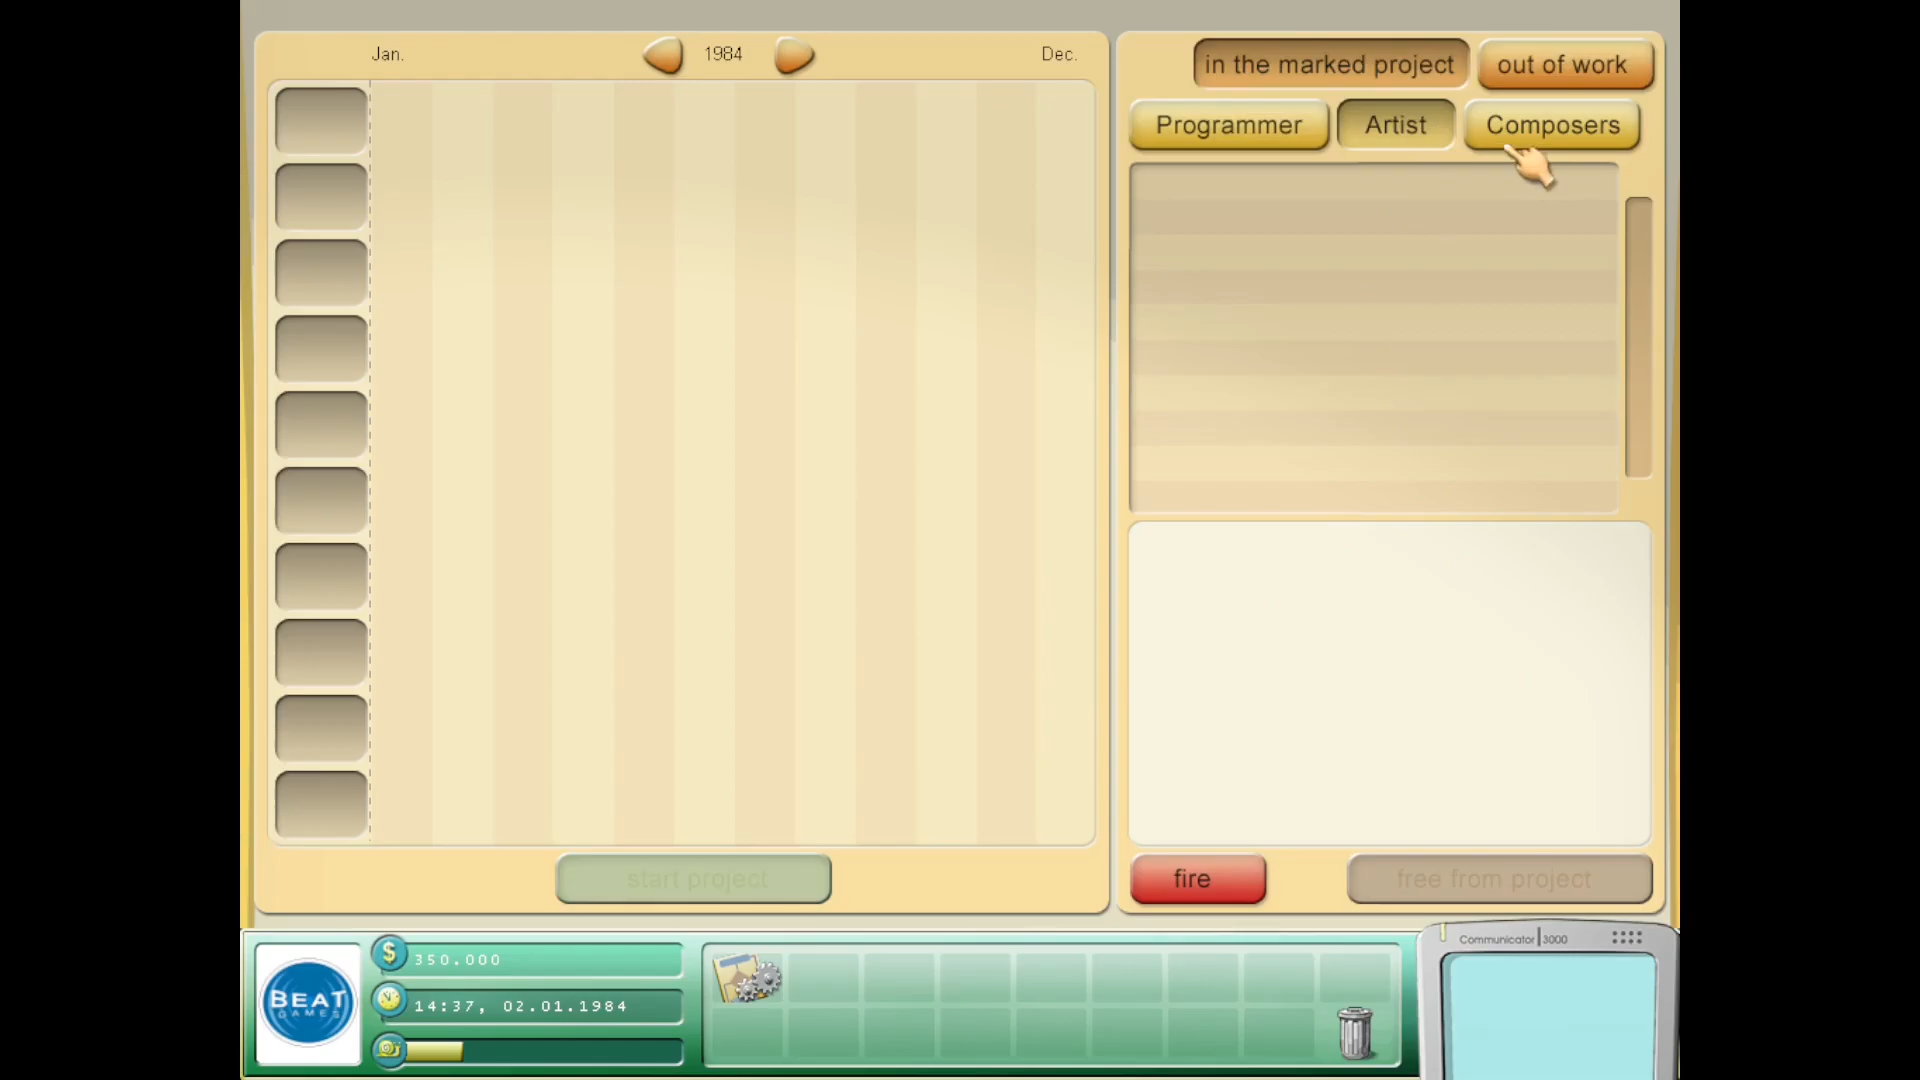 Jan.
1984
Dec.
in the marked project
out of work
Programmer
Artist
Composers
start project
fire
free from project
BEAT
GAMES
$
350.000
14:37, 02.01.1984
Communicator 3000